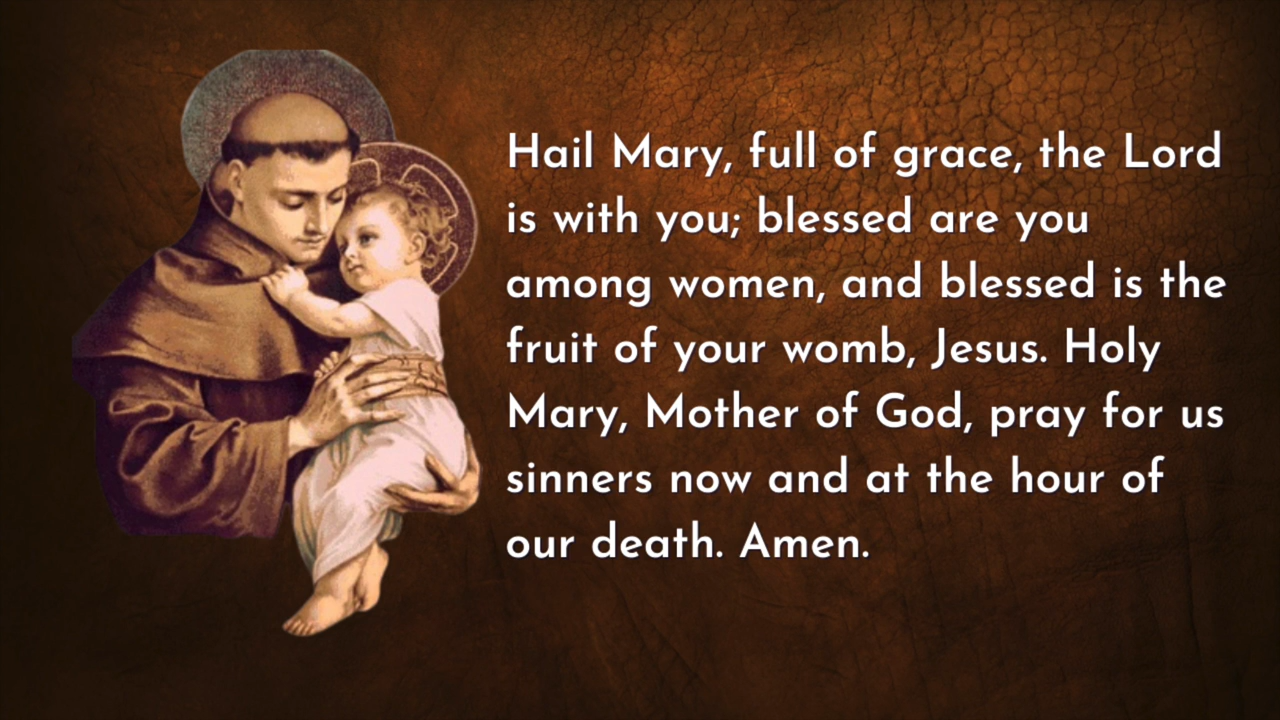 Hail Mary, full of grace, the Lord
is with you; blessed are you
among women, and blessed is the
fruit of your womb, Jesus. Holy
Mary, Mother of God, pray for us
sinners now and at the hour of
our death. Amen.